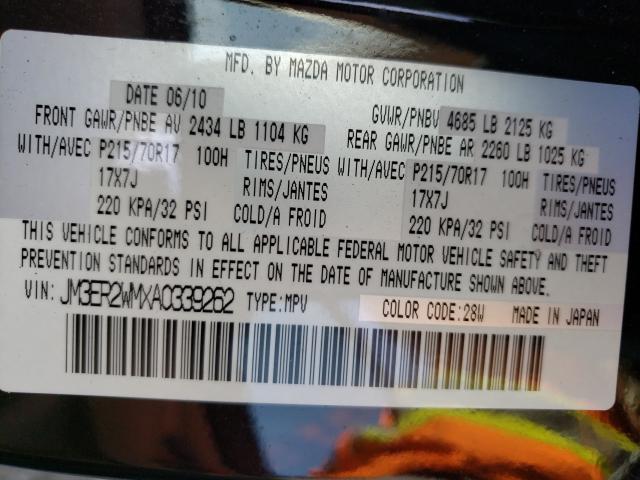 MFD. BY MAZDA MOTOR CORPORATION
DATE 06/10 GVWR/PNBV 4685 LB 2125 KG
FRONT GAWR/PNBE AV 2434 LB 1104 KG REAR GAWR/PNBE AR 2260 LB 1025 KG
WITH/AVEC P215/70R17 100H TIRES/PNEUS WITH/AVEC P215/70R17 100H TIRES/PNEUS
17X7J RIMS/JANTES 17X7J RIMS/JANTES
220 KPA/32 PSI COLD/A FROID 220 KPA/32 PSI COLD/A FROID
THIS VEHICLE CONFORMS TO ALL APPLICABLE FEDERAL MOTOR VEHICLE SAFETY AND THEFT
PREVENTION STANDARDS IN EFFECT ON THE DATE OF MANUFACTURE SHOWN ABOVE.
VIN: JM3ER2WMXA0339262 TYPE:MPV COLOR CODE:28W MADE IN JAPAN